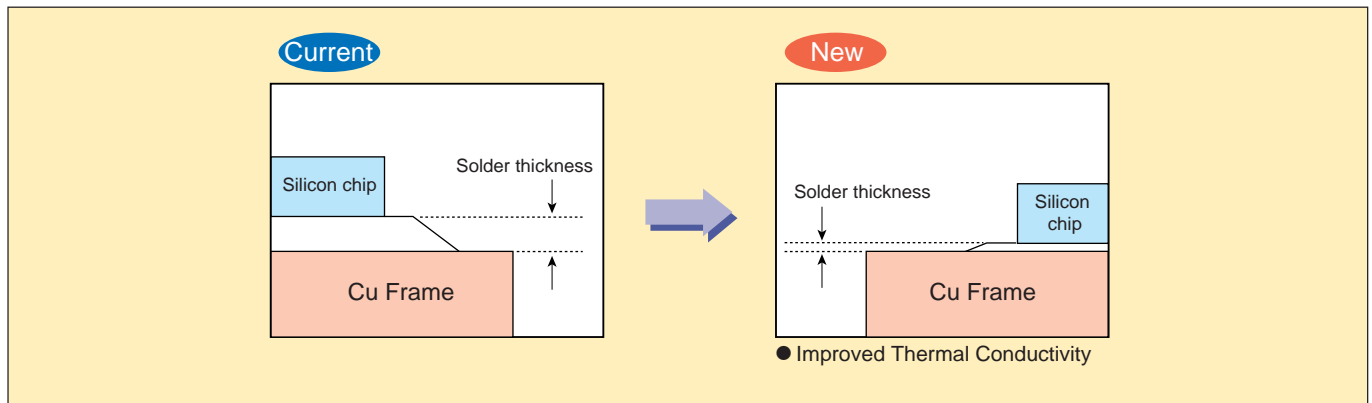 Current
Solder thickness
Silicon chip
Cu Frame
New
Solder thickness
Silicon
chip
Cu Frame
● Improved Thermal Conductivity